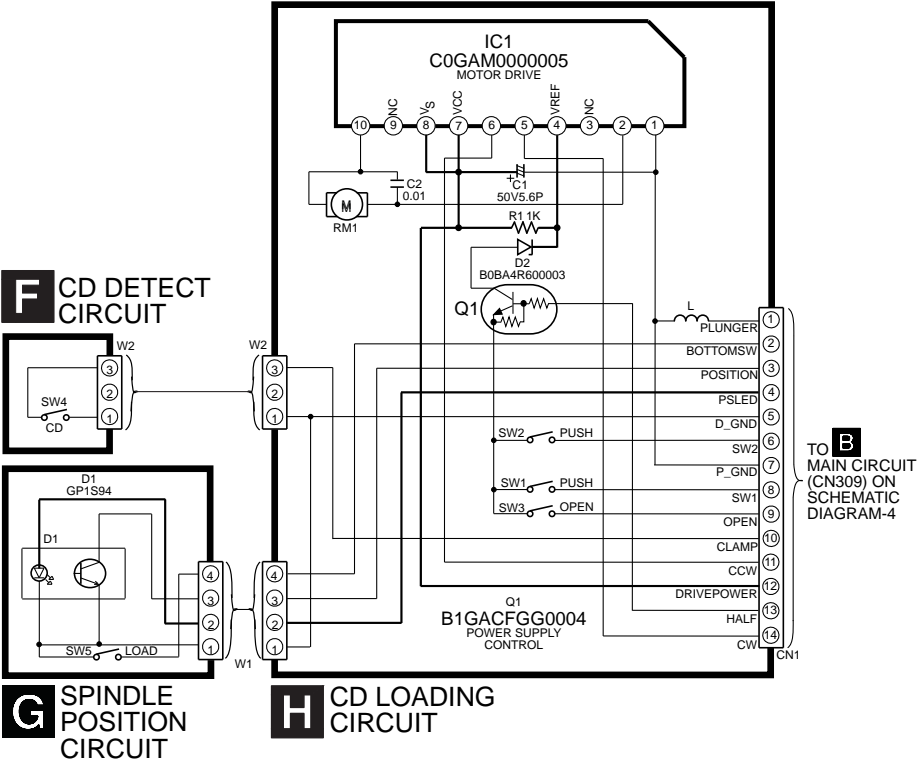 IC1
C0GAM0000005
MOTOR DRIVE
NC VS VCC VREF NC
10 9 8 7 6 5 4 3 2 1
C2
0.01
+
C1
50V5.6P
M
RM1
R1 1K
D2
B0BA4R600003
Q1
F CD DETECT
CIRCUIT
W2
3
2
1
SW4
CD
W2
3
2
1
L
1 PLUNGER
2 BOTTOMSW
3 POSITION
4 PSLED
5 D_GND
6 SW2
7 P_GND
8 SW1
9 OPEN
10 CLAMP
11 CCW
12 DRIVEPOWER
13 HALF
14 CW
CN1
SW2 PUSH
SW1 PUSH
SW3 OPEN
TO B
MAIN CIRCUIT
(CN309) ON
SCHEMATIC
DIAGRAM-4
D1
GP1S94
D1
4
3
2
1
SW5 LOAD
W1
4
3
2
1
Q1
B1GACFGG0004
POWER SUPPLY
CONTROL
G SPINDLE
POSITION
CIRCUIT
H CD LOADING
CIRCUIT